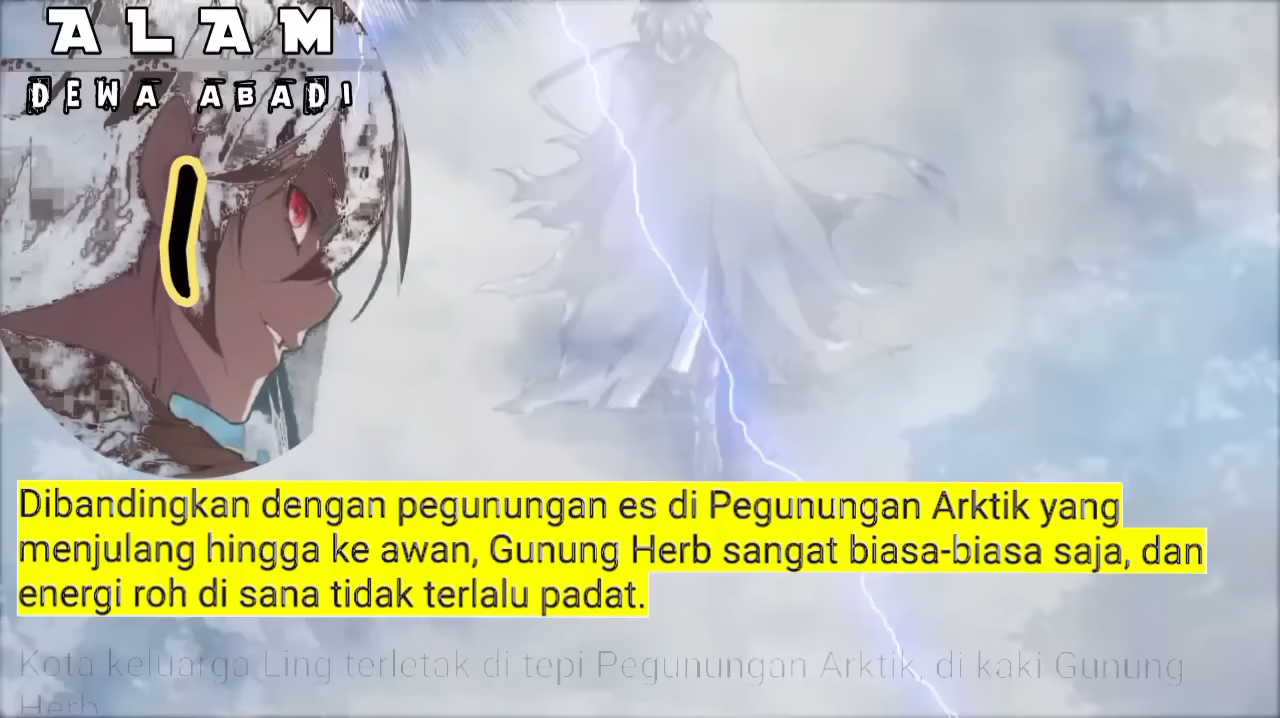 ALAM
DEWA ABADI
Dibandingkan dengan pegunungan es di Pegunungan Arktik yang
menjulang hingga ke awan, Gunung Herb sangat biasa-biasa saja, dan
energi roh di sana tidak terlalu padat.
Kota keluarga Ling terletak di tepi Pegunungan Arktik, di kaki Gunung
Herb